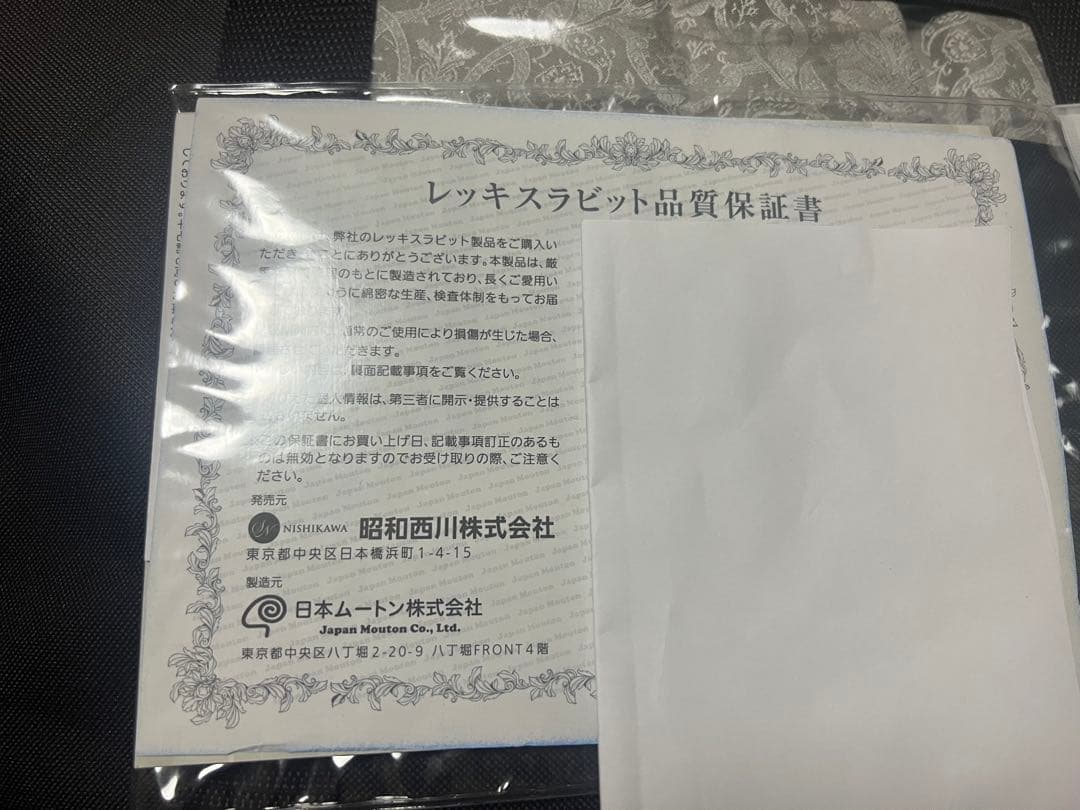 レッキスラビット品質保証書
弊社のレッキスラビット製品をご購入い
ただき とにありがとうございます。本製品は、厳
のもとに製造されており、長くご愛用い
うに綿密な生産、検査体制をもってお届
常のご使用により損傷が生じた場合、
だきます。
裏面記載事項をご覧ください。
人情報は、第三者に開示・提供することは
せん。
この保証書にお買い上げ日、記載事項訂正のあるも
のは無効となりますのでお受け取りの際、ご注意く
ださい。
発売元
NISHIKAWA 昭和西川株式会社
東京都中央区日本橋浜町1-4-15
製造元
日本ムートン株式会社
Japan Mouton Co., Ltd.
東京都中央区八丁堀2-20-9 八丁堀FRONT4階